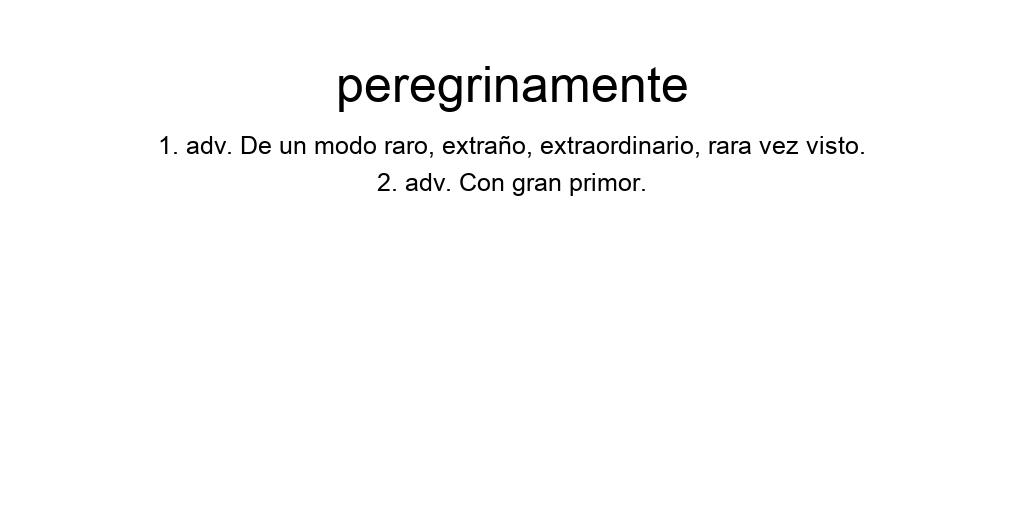 peregrinamente
1. adv. De un modo raro, extraño, extraordinario, rara vez visto.
2. adv. Con gran primor.